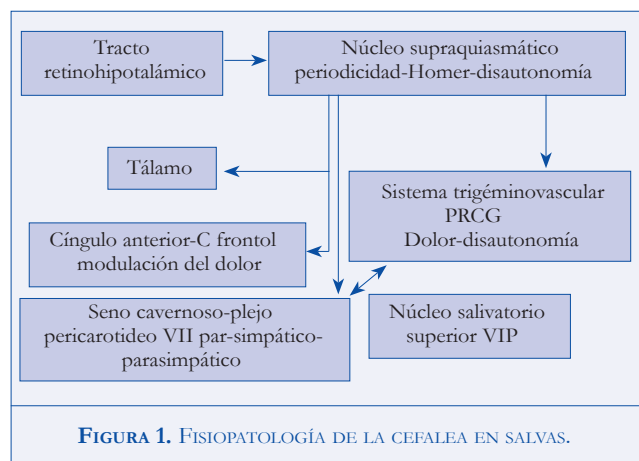 Tracto
retinohipotalámico
Núcleo supraquiasmático
periodicidad-Homer-disautonomía
Tálamo
Sistema trigéminovascular
PRCG
Dolor-disautonomía
Cíngulo anterior-C frontol
modulación del dolor
Seno cavernoso-plejo
pericarotideo VII par-simpático-
parasimpático
Núcleo salivatorio
superior VIP
FIGURA 1. FISIOPATOLOGÍA DE LA CEFALEA EN SALVAS.